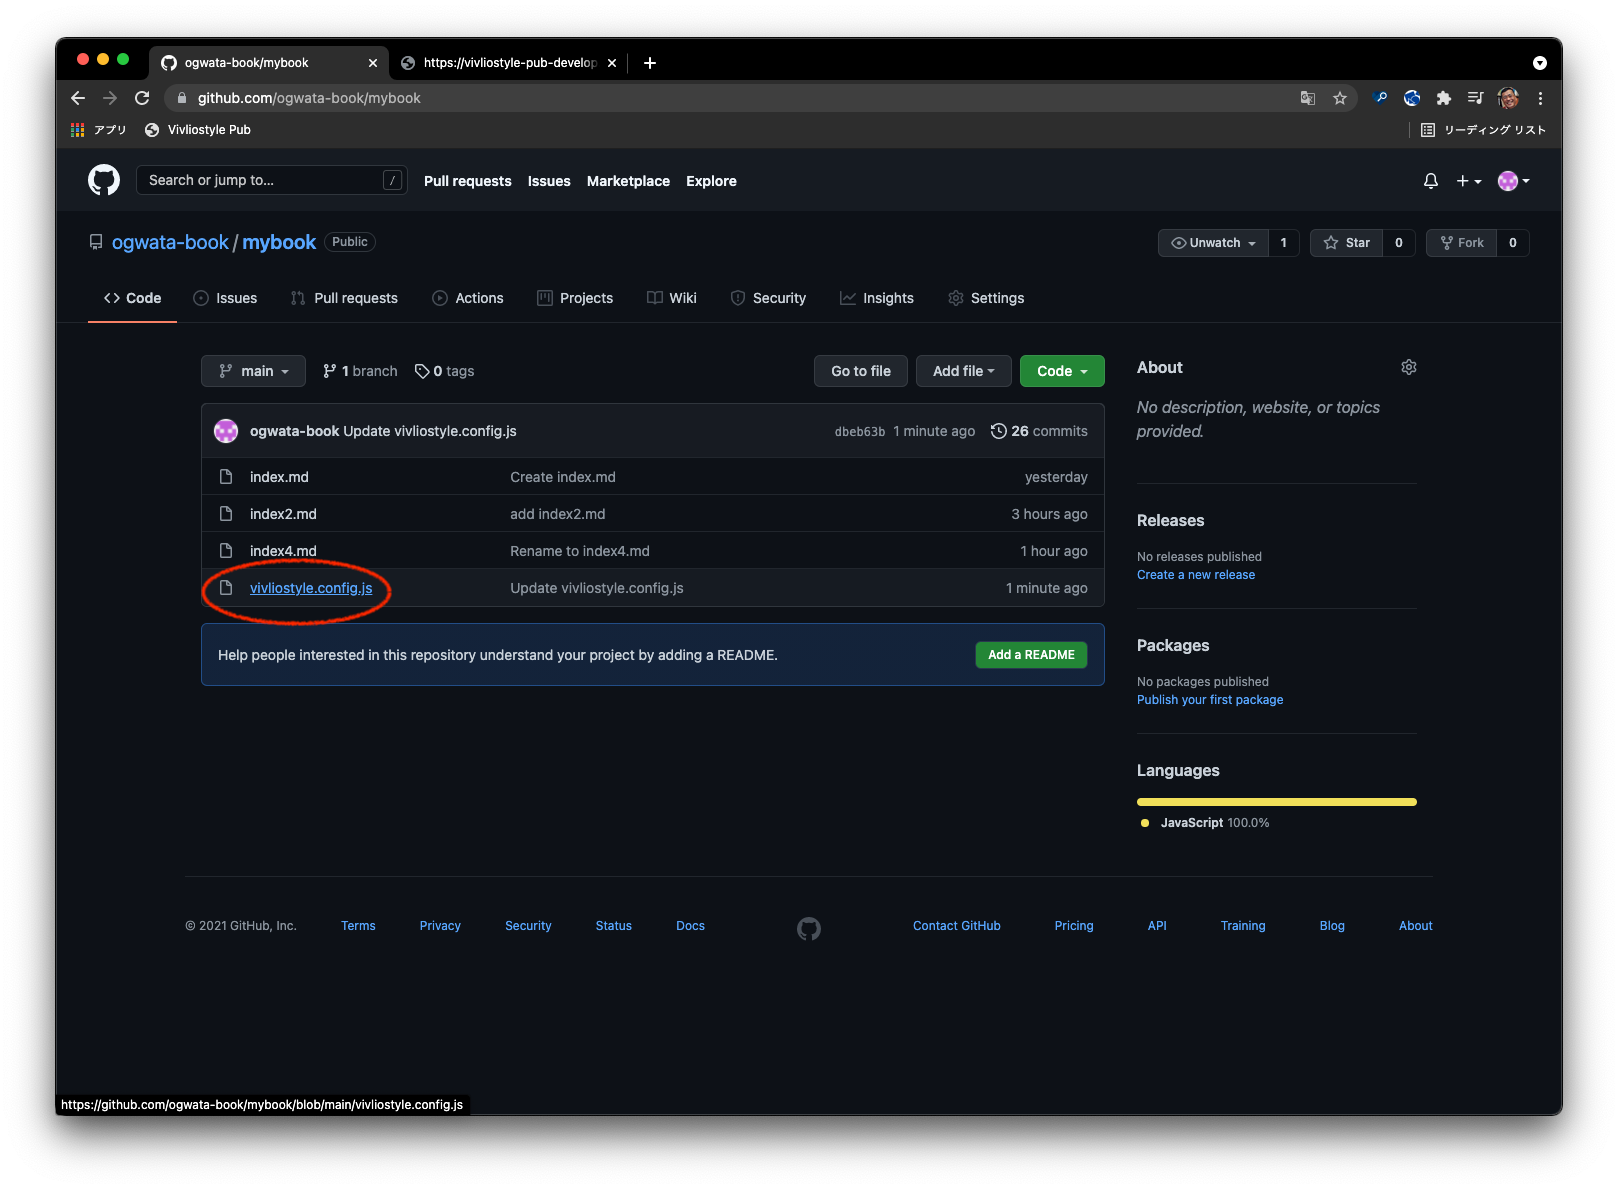 ogwata-book/mybook
https://vivliostyle-pub-develop
github.com/ogwata-book/mybook
アプリ Vivliostyle Pub リーディング リスト
Search or jump to... / Pull requests Issues Marketplace Explore
ogwata-book / mybook Public Unwatch 1 Star 0 Fork 0
Code Issues Pull requests Actions Projects Wiki Security Insights Settings
main 1 branch 0 tags Go to file Add file Code
ogwata-book Update vivliostyle.config.js dbeb63b 1 minute ago 26 commits
index.md Create index.md yesterday
index2.md add index2.md 3 hours ago
index4.md Rename to index4.md 1 hour ago
vivliostyle.config.js Update vivliostyle.config.js 1 minute ago
Help people interested in this repository understand your project by adding a README. Add a README
About
No description, website, or topics
provided.
Releases
No releases published
Create a new release
Packages
No packages published
Publish your first package
Languages
JavaScript 100.0%
© 2021 GitHub, Inc. Terms Privacy Security Status Docs Contact GitHub Pricing API Training Blog About
https://github.com/ogwata-book/mybook/blob/main/vivliostyle.config.js